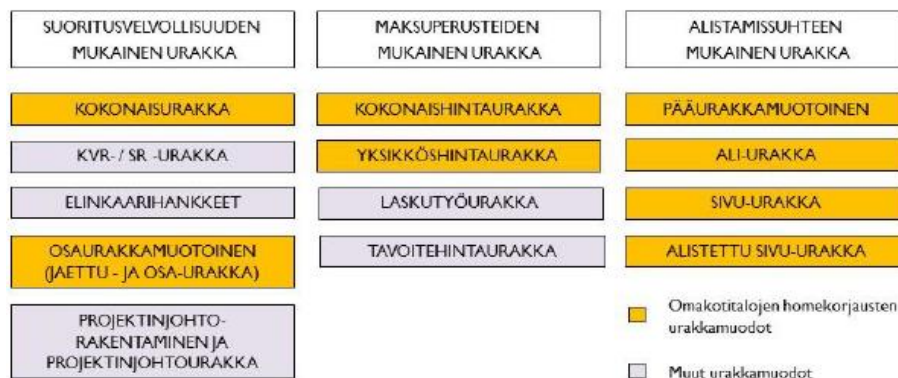 SUORITUSVELVOLLISUUDEN
MUKAINEN URAKKA
KOKONAISURAKKA
KVR- / SR -URAKKA
ELINKAARIHANKKEET
OSAURAKKAMUOTOINEN
(JAETTU - JA OSA-URAKKA)
PROJEKTINJOHTO-
RAKENTAMINEN JA
PROJEKTINJOHTOURAKKA
MAKSUPERUSTEIDEN
MUKAINEN URAKKA
KOKONAISHINTAURAKKA
YKSIKKÖSHINTAURAKKA
LASKUTYÖURAKKA
TAVOITEHINTAURAKKA
ALISTAMISSUHTEEN
MUKAINEN URAKKA
PÄÄURAKKAMUOTOINEN
ALI-URAKKA
SIVU-URAKKA
ALISTETTU SIVU-URAKKA
Omakotitalojen homekorjausten
urakkamuodot
Muut urakkamuodot